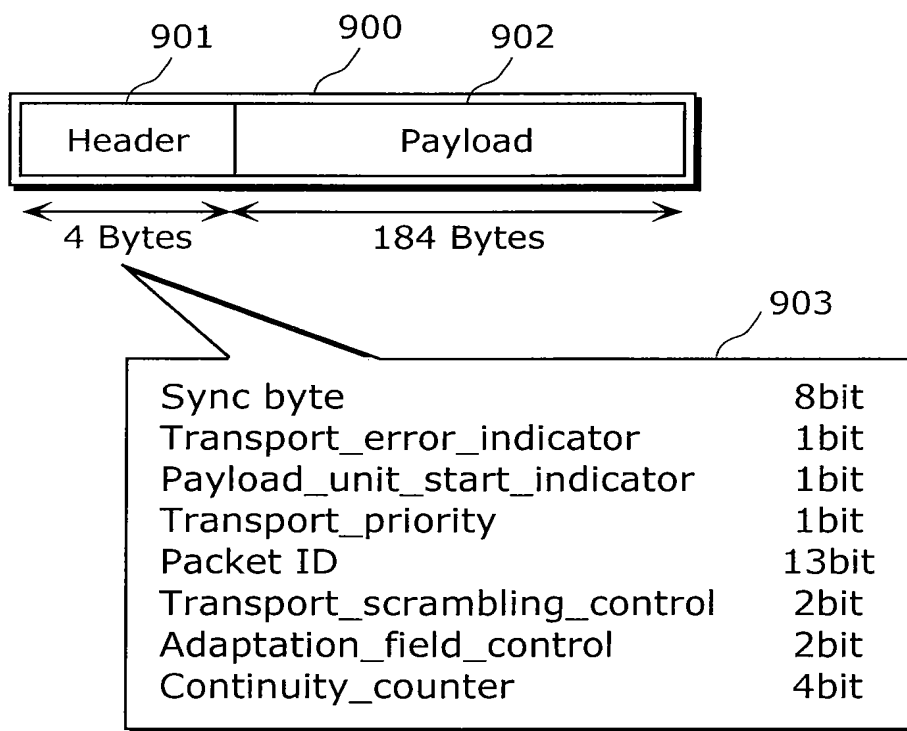 901 900 902
Header Payload
4 Bytes 184 Bytes
903
Sync byte 8bit
Transport_error_indicator 1bit
Payload_unit_start_indicator 1bit
Transport_priority 1bit
Packet ID 13bit
Transport_scrambling_control 2bit
Adaptation_field_control 2bit
Continuity_counter 4bit